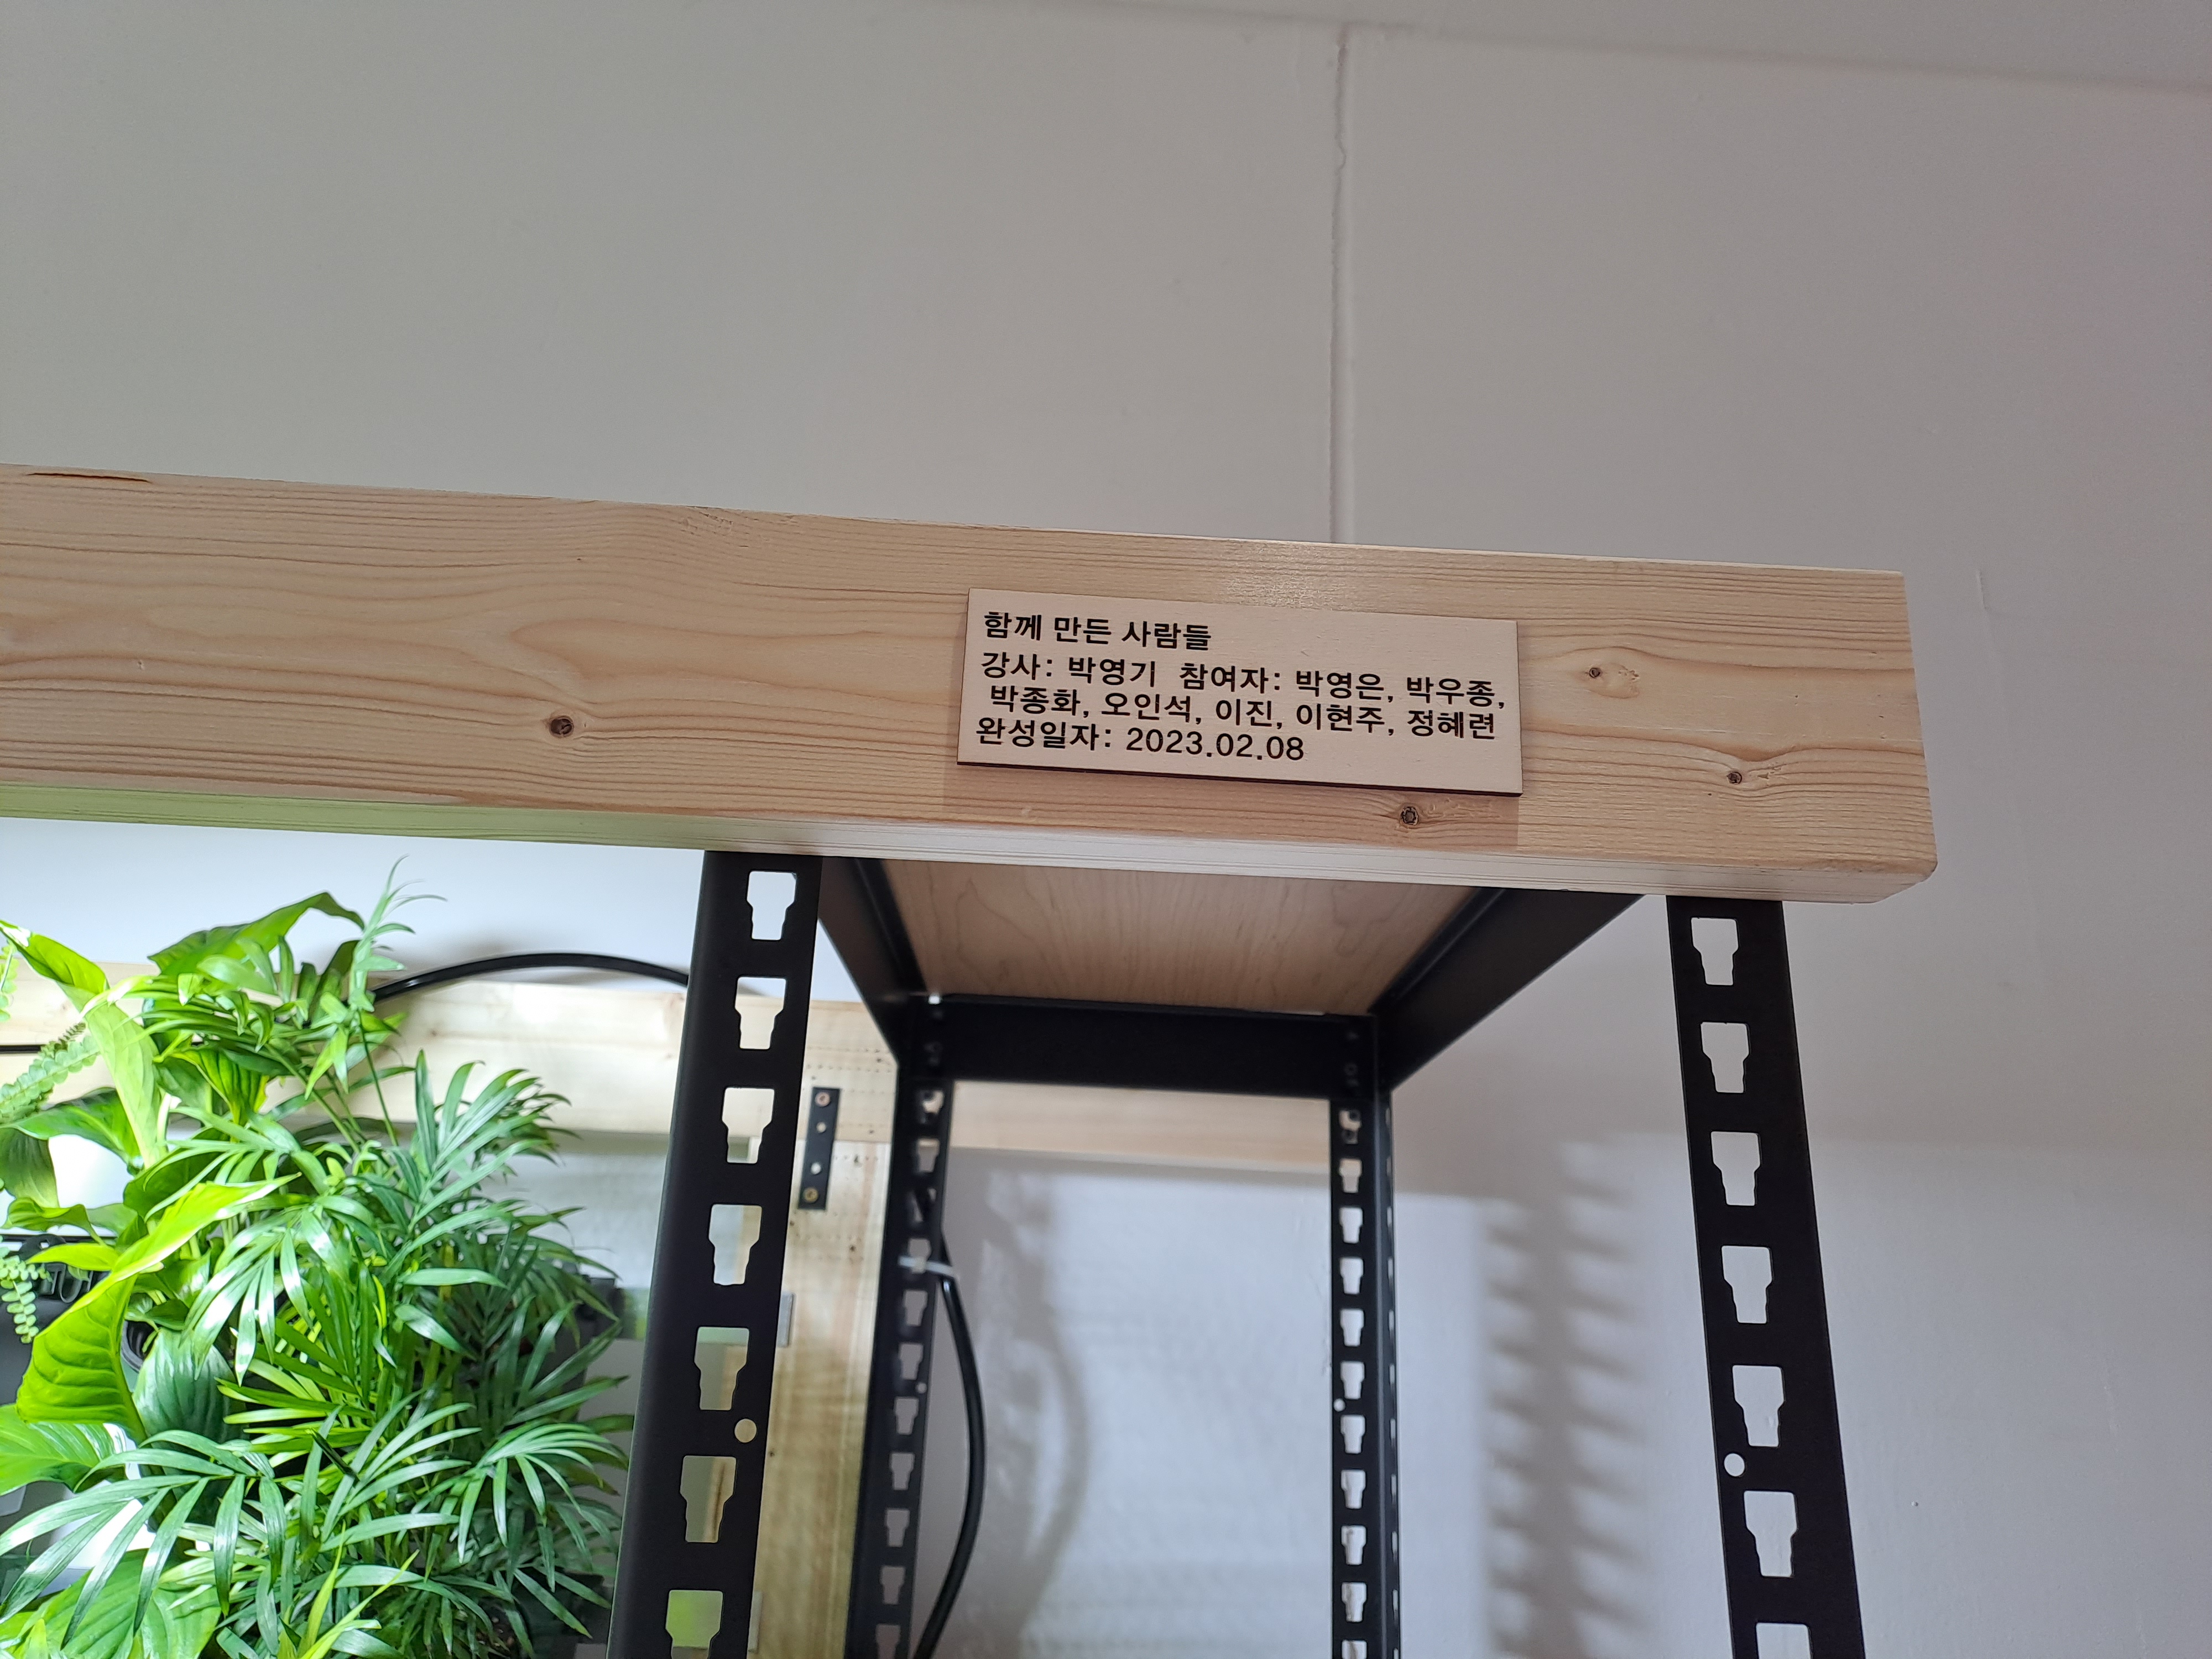 함께 만든 사람들
강사: 박영기 참여자: 박영은, 박우종,
박종화, 오인석, 이진, 이현주, 정혜련
완성일자: 2023.02.08